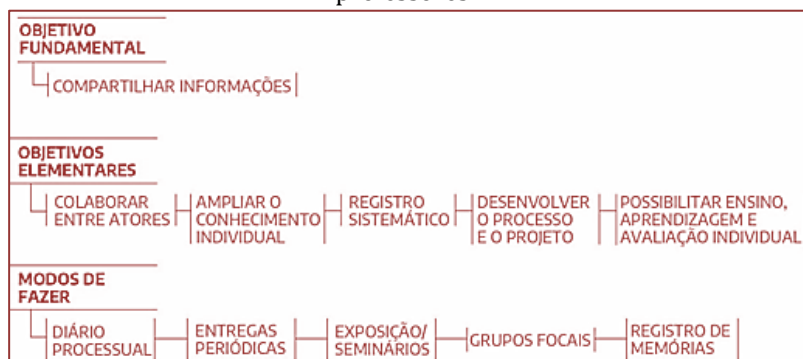 OBJETIVO
FUNDAMENTAL
COMPARTILHAR INFORMAÇÕES
OBJETIVOS
ELEMENTARES
COLABORAR
ENTRE ATORES
AMPLIAR O
CONHECIMENTO
INDIVIDUAL
REGISTRO
SISTEMÁTICO
DESENVOLVER
O PROCESSO
E O PROJETO
POSSIBILITAR ENSINO,
APRENDIZAGEM E
AVALIAÇÃO INDIVIDUAL
MODOS DE
FAZER
DIÁRIO
PROCESSUAL
ENTREGAS
PERIÓDICAS
EXPOSIÇÃO/
SEMINÁRIOS
GRUPOS FOCAIS
REGISTRO DE
MEMÓRIAS